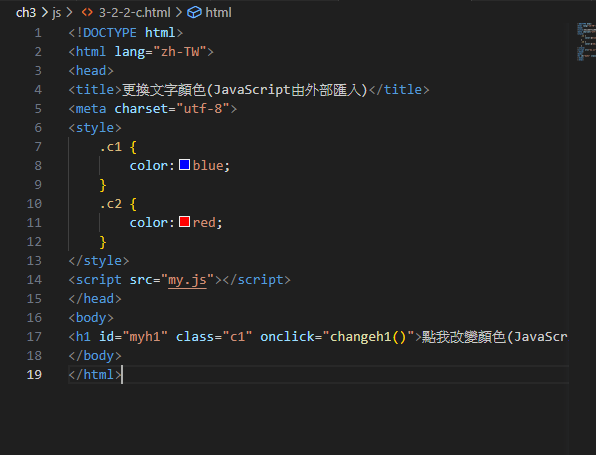 ch3 > js > <> 3-2-2-c.html > html
1 <!DOCTYPE html>
2 <html lang="zh-TW">
3 <head>
4 <title>更換文字顏色(JavaScript由外部匯入)</title>
5 <meta charset="utf-8">
6 <style>
7 .c1 {
8 color: blue;
9 }
10 .c2 {
11 color: red;
12 }
13 </style>
14 <script src="my.js"></script>
15 </head>
16 <body>
17 <h1 id="myh1" class="c1" onclick="changeh1()">點我改變顏色(JavaScr
18 </body>
19 </html>